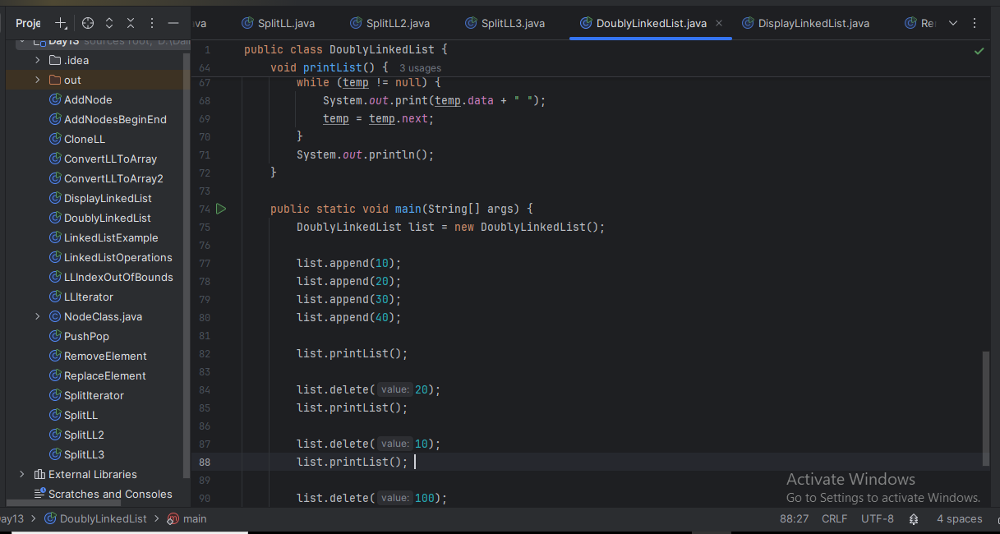 Proje
va
SplitLL.java
SplitLL2.java
SplitLL3.java
DoublyLinkedList.java
DisplayLinkedList.java
Day13 sources root,
.idea
out
AddNode
AddNodesBeginEnd
CloneLL
ConvertLLToArray
ConvertLLToArray2
DisplayLinkedList
DoublyLinkedList
LinkedListExample
LinkedListOperations
LLIndexOutOfBounds
LLIterator
NodeClass.java
PushPop
RemoveElement
ReplaceElement
SplitIterator
SplitLL
SplitLL2
SplitLL3
External Libraries
Scratches and Consoles
1 public class DoublyLinkedList {
64 void printList() { 3 usages
67 while (temp != null) {
68 System.out.print(temp.data + " ");
69 temp = temp.next;
70 }
71 System.out.println();
72 }
73
74 public static void main(String[] args) {
75 DoublyLinkedList list = new DoublyLinkedList();
76
77 list.append(10);
78 list.append(20);
79 list.append(30);
80 list.append(40);
81
82 list.printList();
83
84 list.delete( value: 20);
85 list.printList();
86
87 list.delete( value: 10);
88 list.printList();
89
90 list.delete( value: 100);
Activate Windows
Go to Settings to activate Windows.
ay13 > DoublyLinkedList > main
88:27 CRLF UTF-8 4 spaces